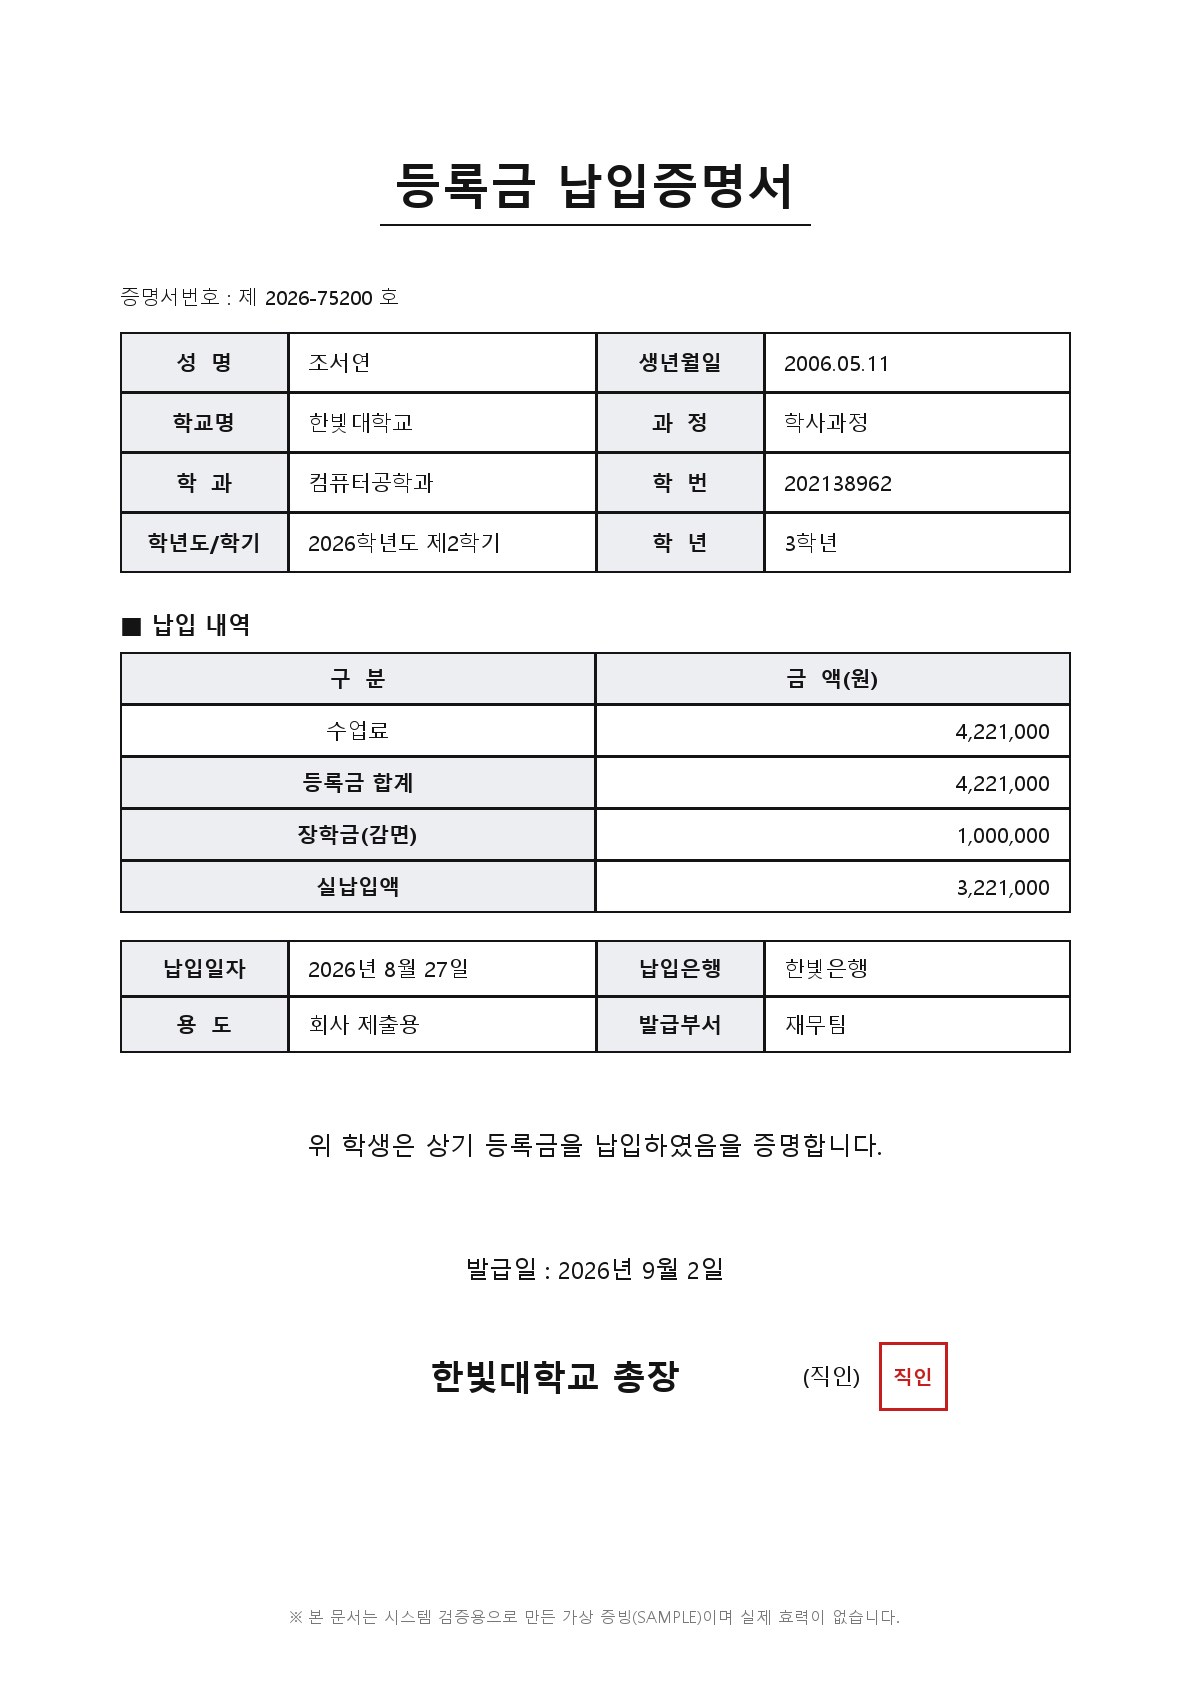 등록금 납입증명서
증명서번호 : 제 2026-75200 호
성 명 조서연 생년월일 2006.05.11
학교명 한빛대학교 과 정 학사과정
학 과 컴퓨터공학과 학 번 202138962
학년도/학기 2026학년도 제2학기 학 년 3학년
■ 납입 내역
구 분 금 액(원)
수업료 4,221,000
등록금 합계 4,221,000
장학금(감면) 1,000,000
실납입액 3,221,000
납입일자 2026년 8월 27일 납입은행 한빛은행
용 도 회사 제출용 발급부서 재무팀
위 학생은 상기 등록금을 납입하였음을 증명합니다.
발급일 : 2026년 9월 2일
한빛대학교 총장 (직인) 직인
※ 본 문서는 시스템 검증용으로 만든 가상 증빙(SAMPLE)이며 실제 효력이 없습니다.